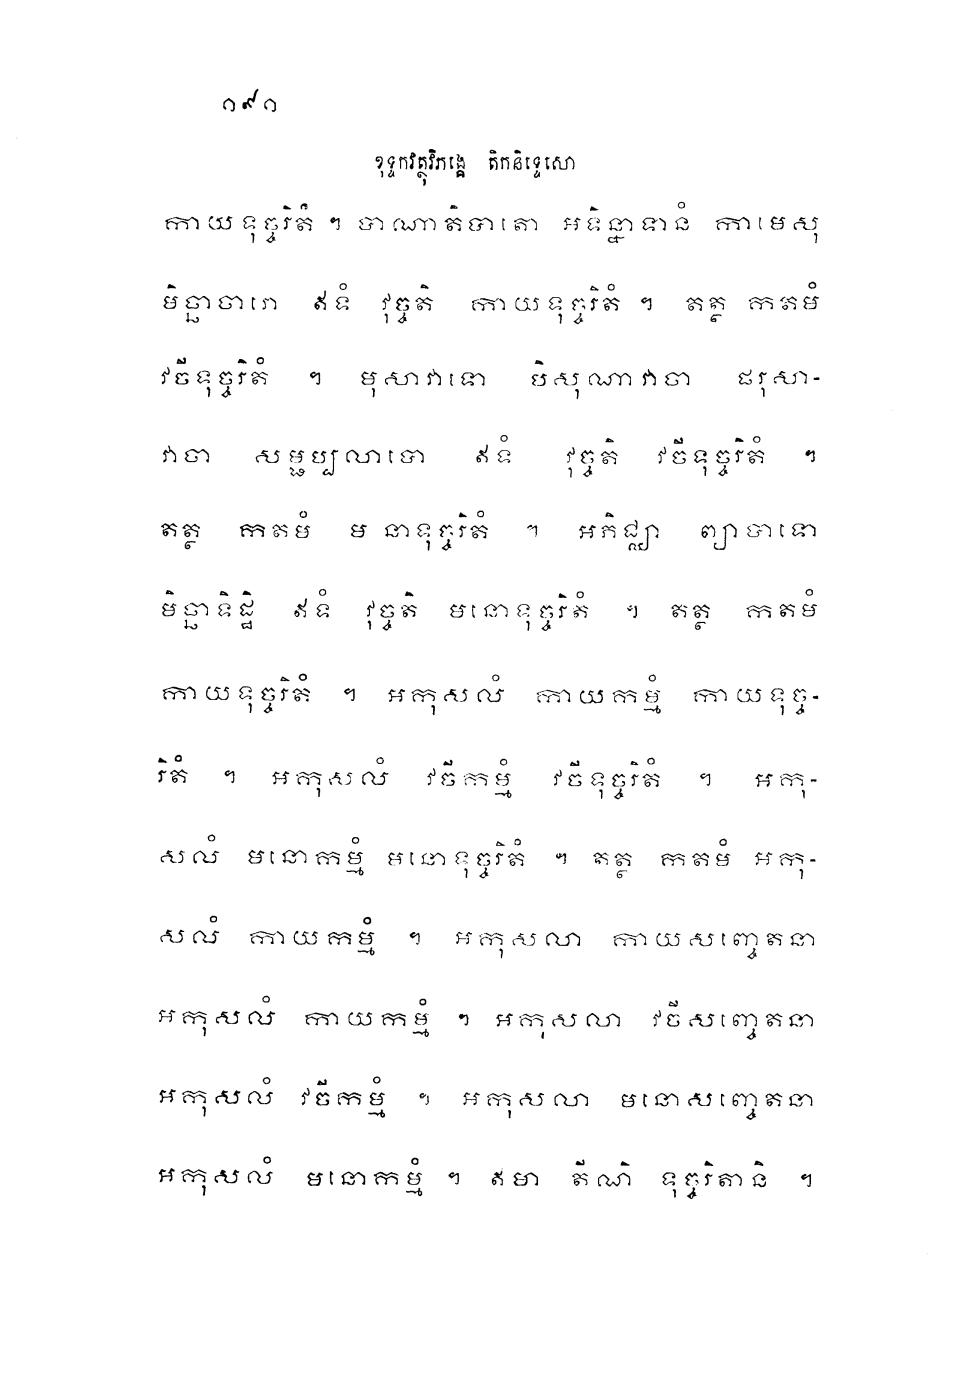 ១៩១
ខុទ្ទកវត្ថុវិភង្គេ តិកនិទ្ទេសោ
កាយទុច្ចរិតំ ។ បាណាតិបាតោ អទិន្នាទានំ កាមេសុ
មិច្ឆាចារោ ឥទំ វុច្ចតិ កាយទុច្ចរិតំ ។ តត្ថ កតមំ
វចីទុច្ចរិតំ ។ មុសាវាទោ បិសុណាវាចា ផរុសា-
វាចា សម្ផប្បលាបោ ឥទំ វុច្ចតិ វចីទុច្ចរិតំ ។
តត្ថ កតមំ មនោទុច្ចរិតំ ។ អភិជ្ឈា ព្យាបាទោ
មិច្ឆាទិដ្ឋិ ឥទំ វុច្ចតិ មនោទុច្ចរិតំ ។ តត្ថ កតមំ
កាយទុច្ចរិតំ ។ អកុសលំ កាយកម្មំ កាយទុច្ច-
រិតំ ។ អកុសលំ វចីកម្មំ វចីទុច្ចរិតំ ។ អកុ-
សលំ មនោកម្មំ មនោទុច្ចរិតំ ។ តត្ថ កតមំ អកុ-
សលំ កាយកម្មំ ។ អកុសលា កាយសញ្ចេតនា
អកុសលំ កាយកម្មំ ។ អកុសលា វចីសញ្ចេតនា
អកុសលំ វចីកម្មំ ។ អកុសលា មនោសញ្ចេតនា
អកុសលំ មនោកម្មំ ។ ឥមា តីណិ ទុច្ចរិតានិ ។